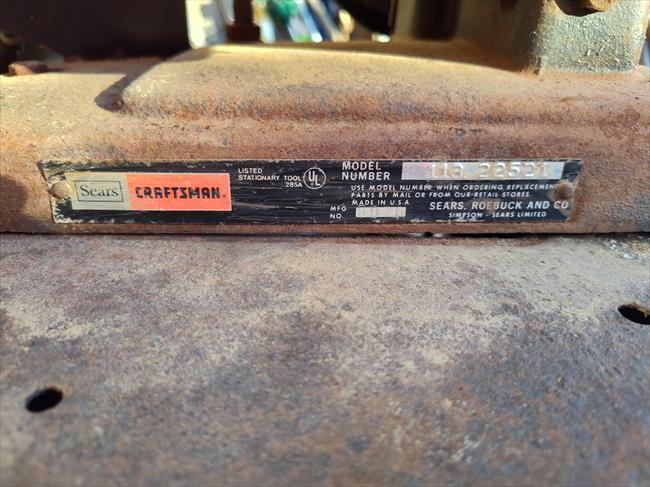 Sears
CRAFTSMAN
LISTED
STATIONARY TOOL
285A
UL
MODEL
NUMBER
113.22521
USE MODEL NUMBER WHEN ORDERING REPLACEMENT
PARTS BY MAIL OR FROM OUR RETAIL STORES
MADE IN U.S.A
SEARS, ROEBUCK AND CO
MFG
NO
SIMPSON - SEARS LIMITED